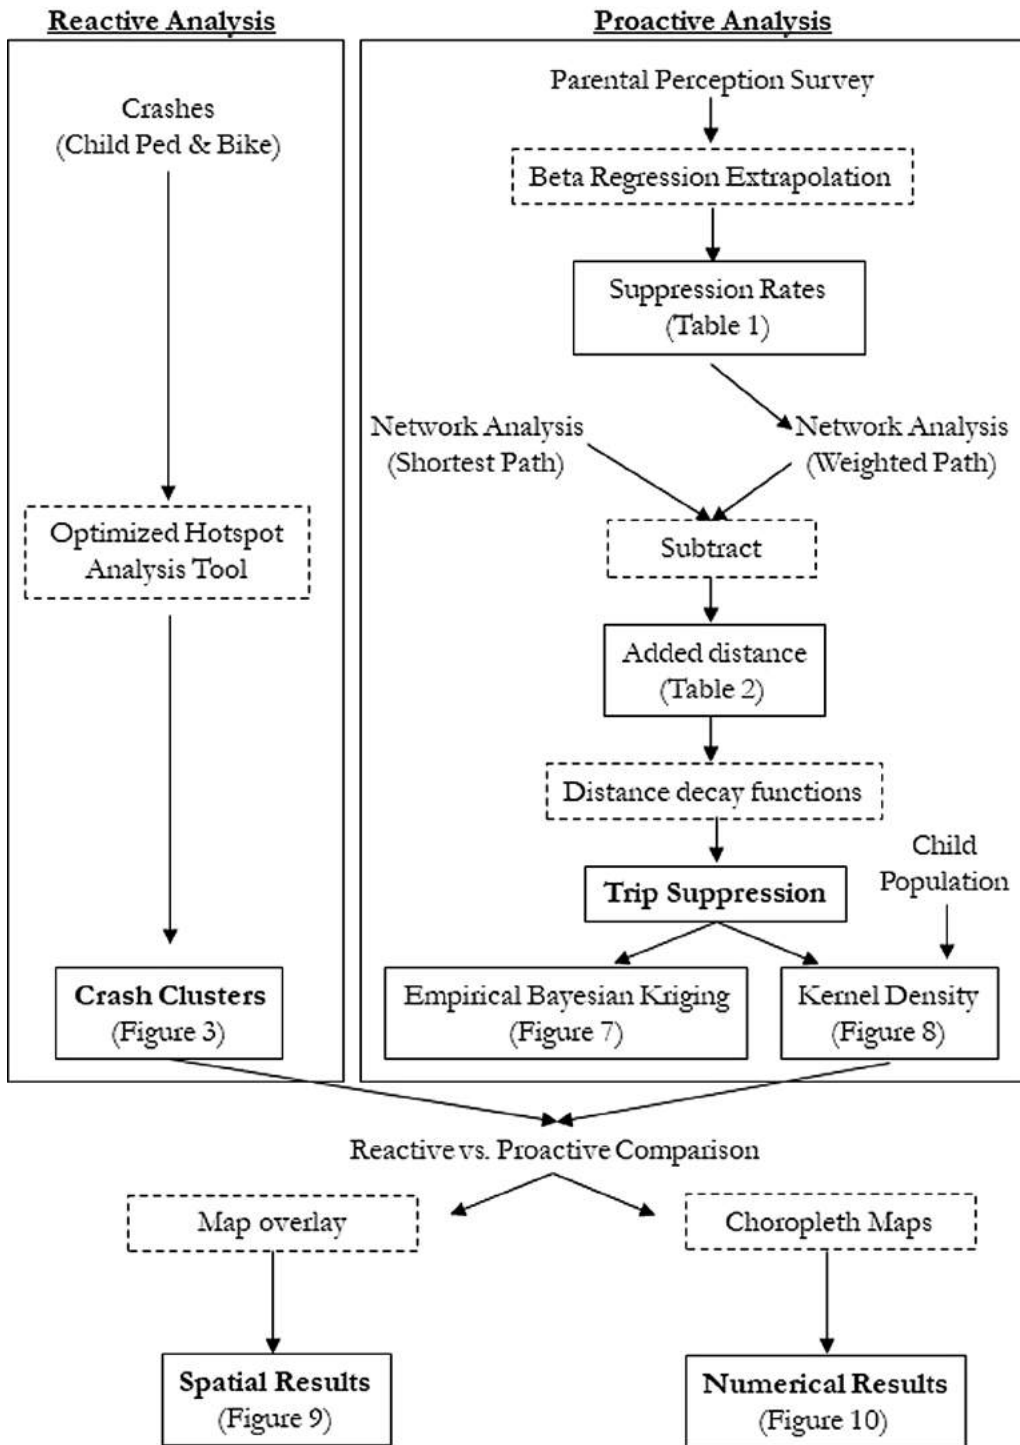 Reactive Analysis
Crashes
(Child Ped & Bike)
Optimized Hotspot
Analysis Tool
Crash Clusters
(Figure 3)
Proactive Analysis
Parental Perception Survey
Beta Regression Extrapolation
Suppression Rates
(Table 1)
Network Analysis
(Shortest Path)
Network Analysis
(Weighted Path)
Subtract
Added distance
(Table 2)
Distance decay functions
Trip Suppression
Child
Population
Empirical Bayesian Kriging
(Figure 7)
Kernel Density
(Figure 8)
Reactive vs. Proactive Comparison
Map overlay
Choropleth Maps
Spatial Results
(Figure 9)
Numerical Results
(Figure 10)